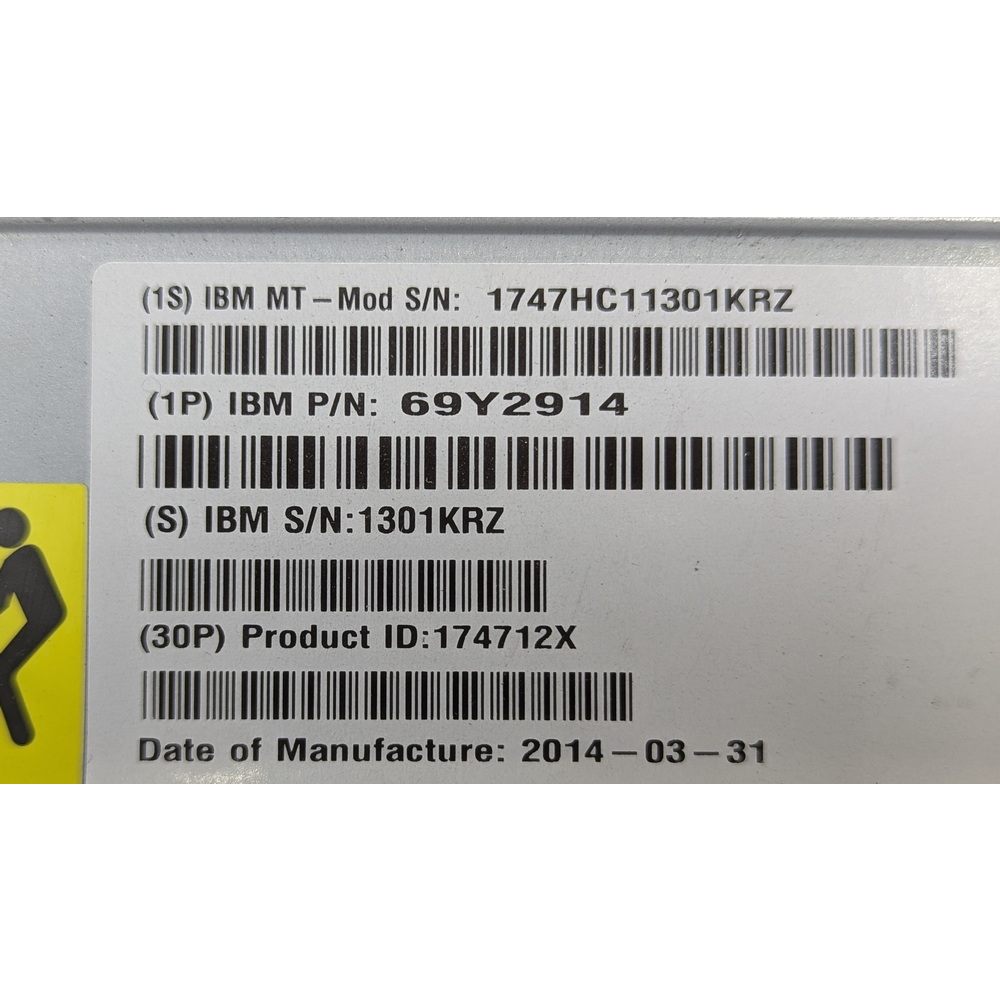 (1S) IBM MT-Mod S/N: 1747HC11301KRZ
(1P) IBM P/N: 69Y2914
(S) IBM S/N:1301KRZ
(30P) Product ID:174712X
Date of Manufacture: 2014-03-31